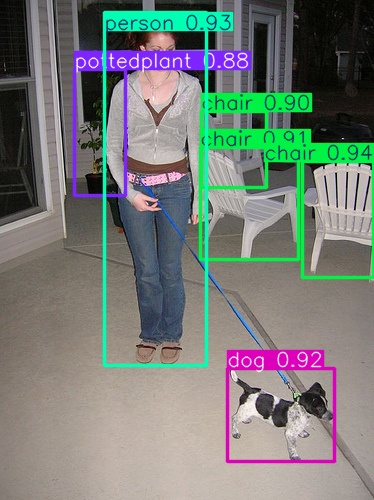 person 0.93
pottedplant 0.88
chair 0.90
chair 0.91
chair 0.94
dog 0.92